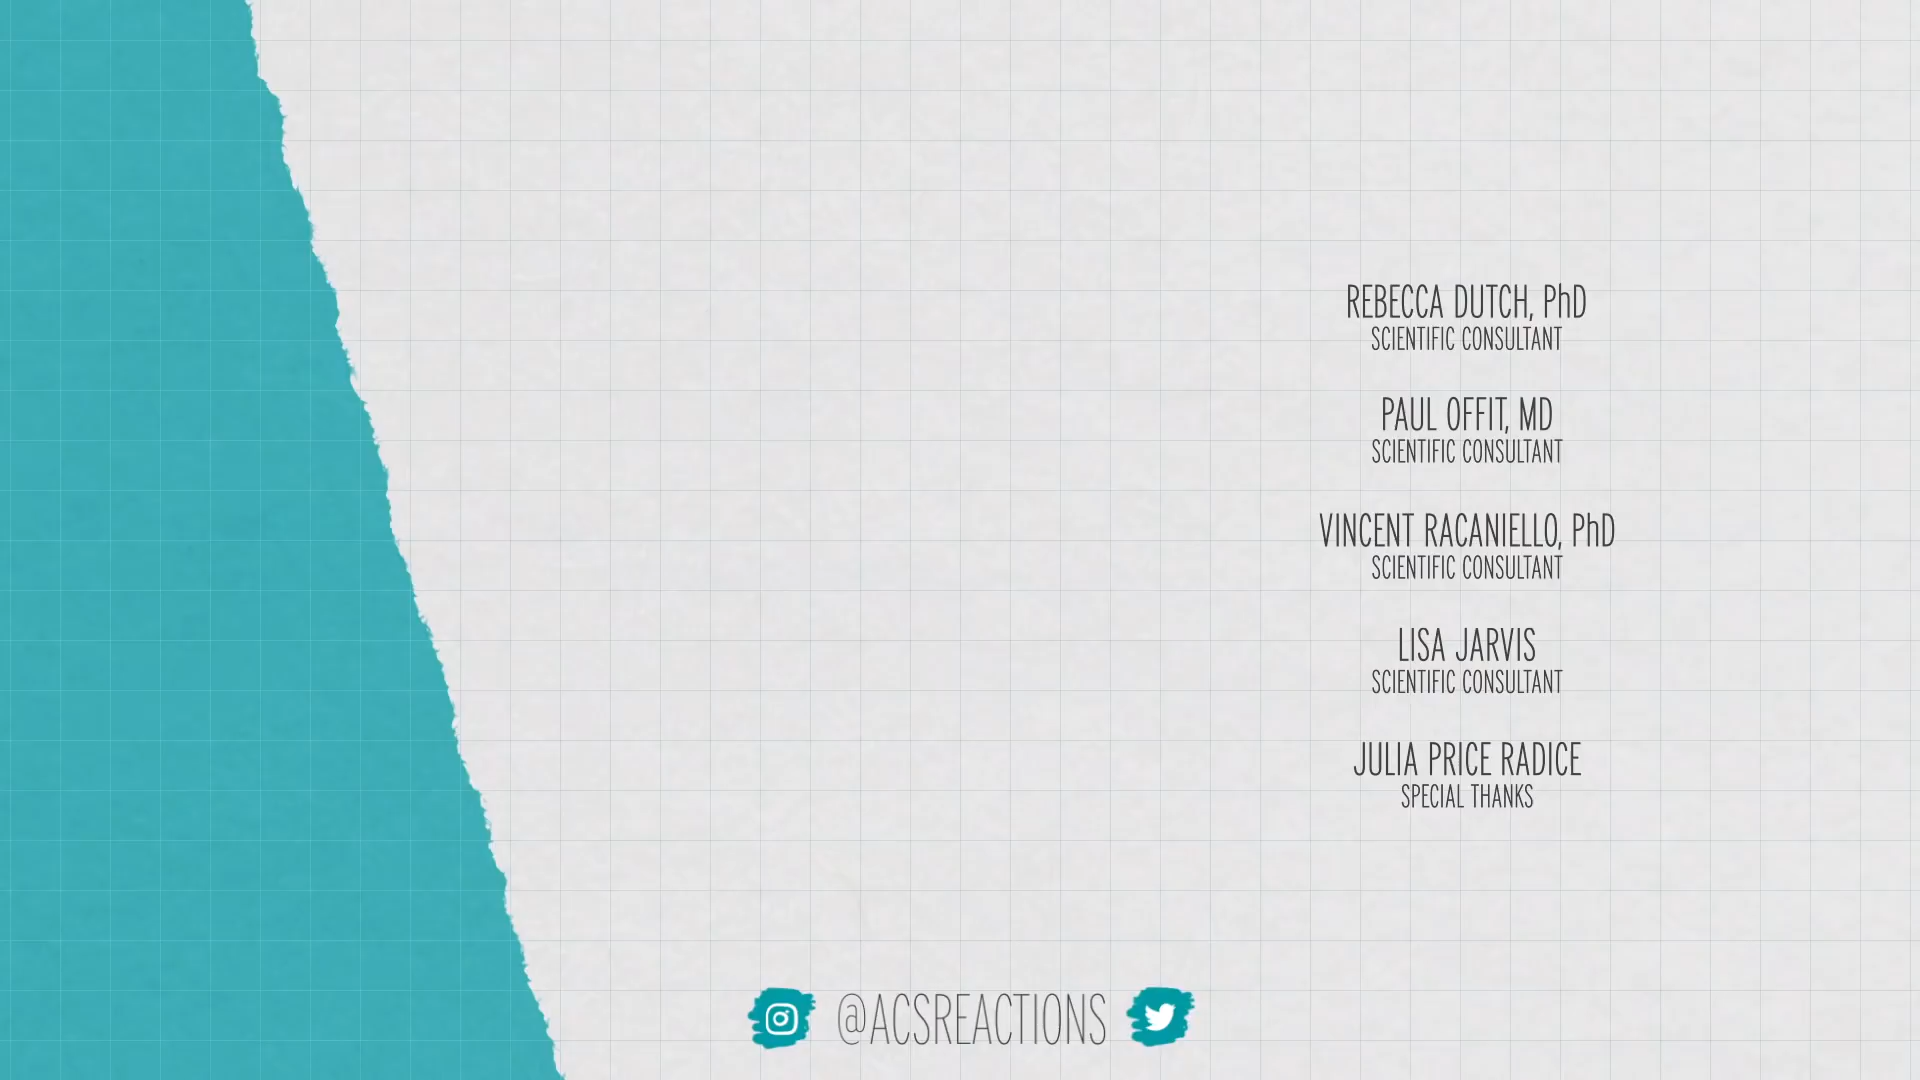 REBECCA DUTCH, PhD
SCIENTIFIC CONSULTANT
PAUL OFFIT, MD
SCIENTIFIC CONSULTANT
VINCENT RACANIELLO, PhD
SCIENTIFIC CONSULTANT
LISA JARVIS
SCIENTIFIC CONSULTANT
JULIA PRICE RADICE
SPECIAL THANKS
@ACSREACTIONS